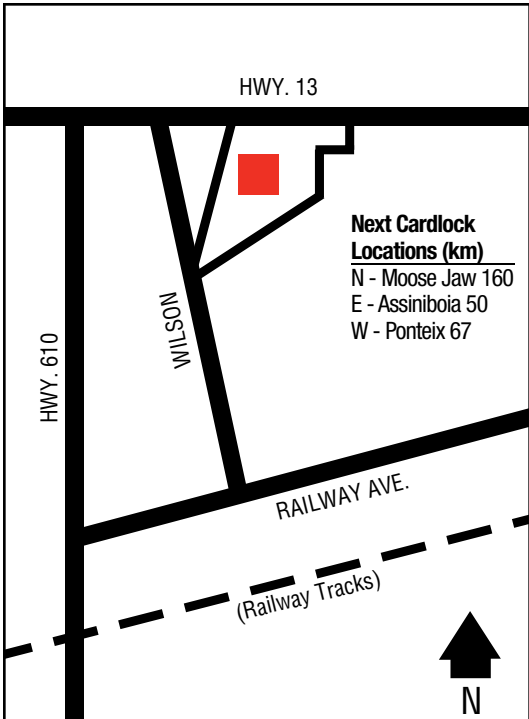 HWY. 13
Next Cardlock
Locations (km)
N - Moose Jaw 160
E - Assiniboia 50
W - Ponteix 67
WILSON
HWY. 610
RAILWAY AVE.
(Railway Tracks)
N